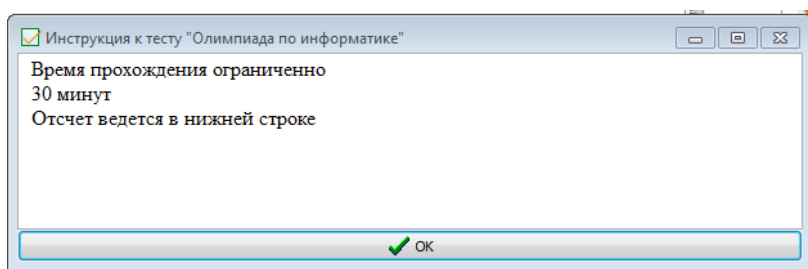 Инструкция к тесту "Олимпиада по информатике"
Время прохождения ограниченно
30 минут
Отсчет ведется в нижней строке
OK